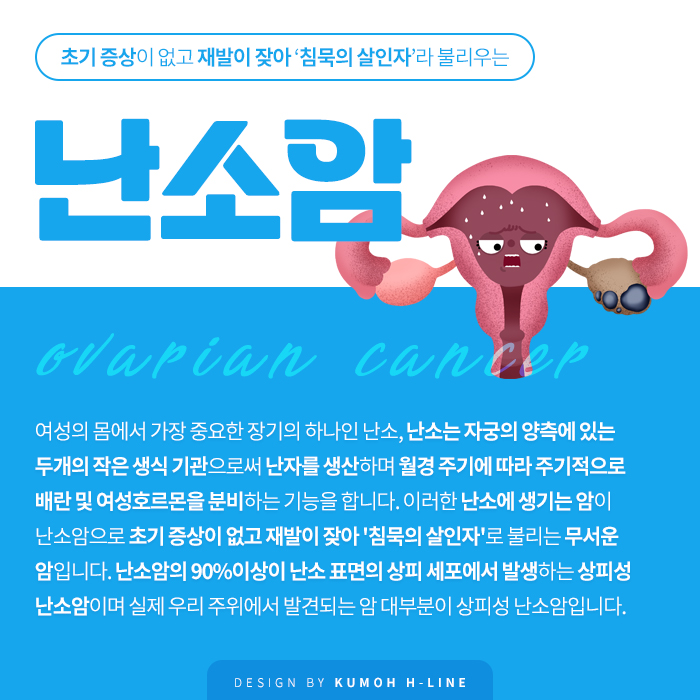 초기 증상이 없고 재발이 잦아 ‘침묵의 살인자’라 불리우는
난소암
ovarian cancer
여성의 몸에서 가장 중요한 장기의 하나인 난소, 난소는 자궁의 양측에 있는
두개의 작은 생식 기관으로써 난자를 생산하며 월경 주기에 따라 주기적으로
배란 및 여성호르몬을 분비하는 기능을 합니다. 이러한 난소에 생기는 암이
난소암으로 초기 증상이 없고 재발이 잦아 '침묵의 살인자'로 불리는 무서운
암입니다. 난소암의 90%이상이 난소 표면의 상피 세포에서 발생하는 상피성
난소암이며 실제 우리 주위에서 발견되는 암 대부분이 상피성 난소암입니다.
DESIGN BY KUMOH H-LINE